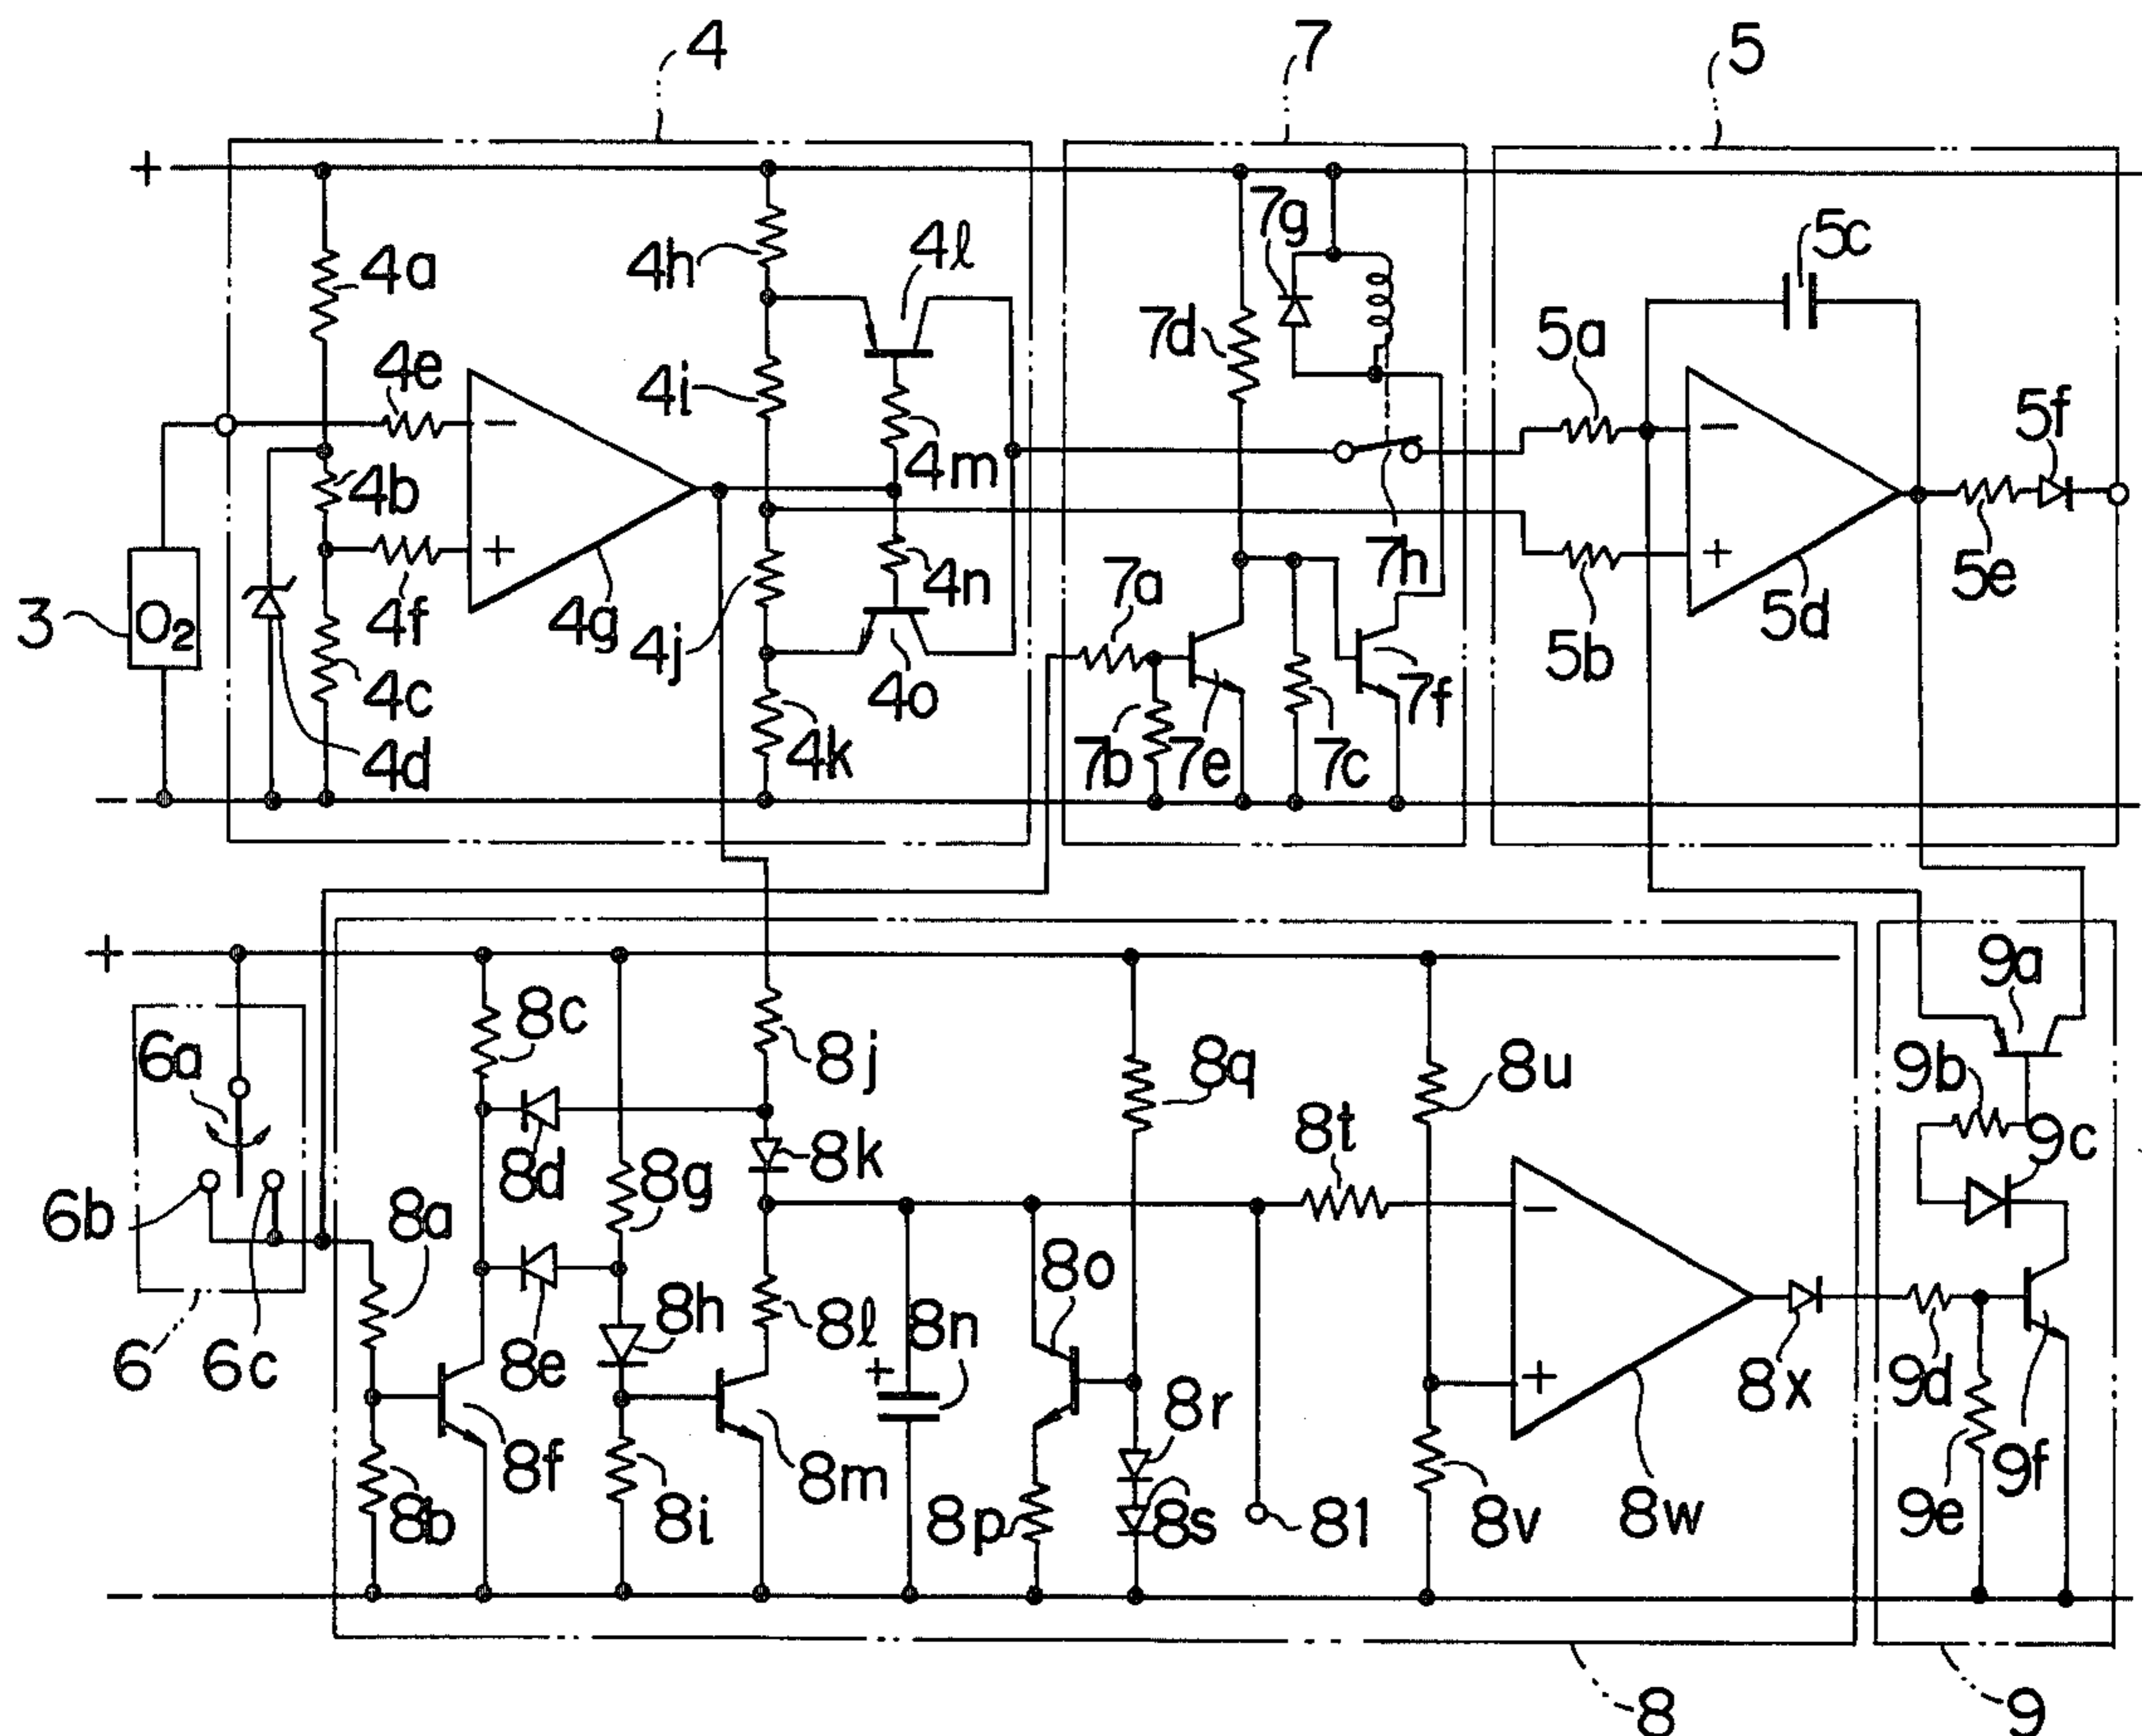 4 7 5
+
4a 4h 4l 7g 5c
4e 4i 7d 5a 5f
− −
4b 4m
+ +
3 O2 4f 4g 4n 7a 7h 5b 5d 5e
4j
4c 4o 7f
4d 4k 7b 7e 7c
−
+
6a 8c 8j 8q 8u 9a
9b
8d 8k 8t 9c
6b 8a 8g
−
8h 8o
6 6c 8e 8l 8n
+ + 8x 9d
8f 8m 8r
8b 8i 8p 8s 81 8v 8w 9e 9f
−
8 9